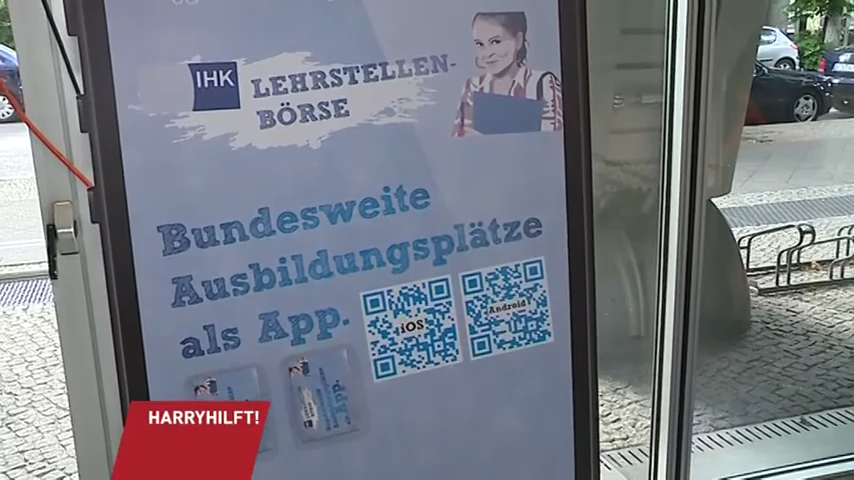 IHK
LEHRSTELLEN-
BÖRSE
Bundesweite
Ausbildungsplätze
als App.
iOS
Android
HARRYHILFT!